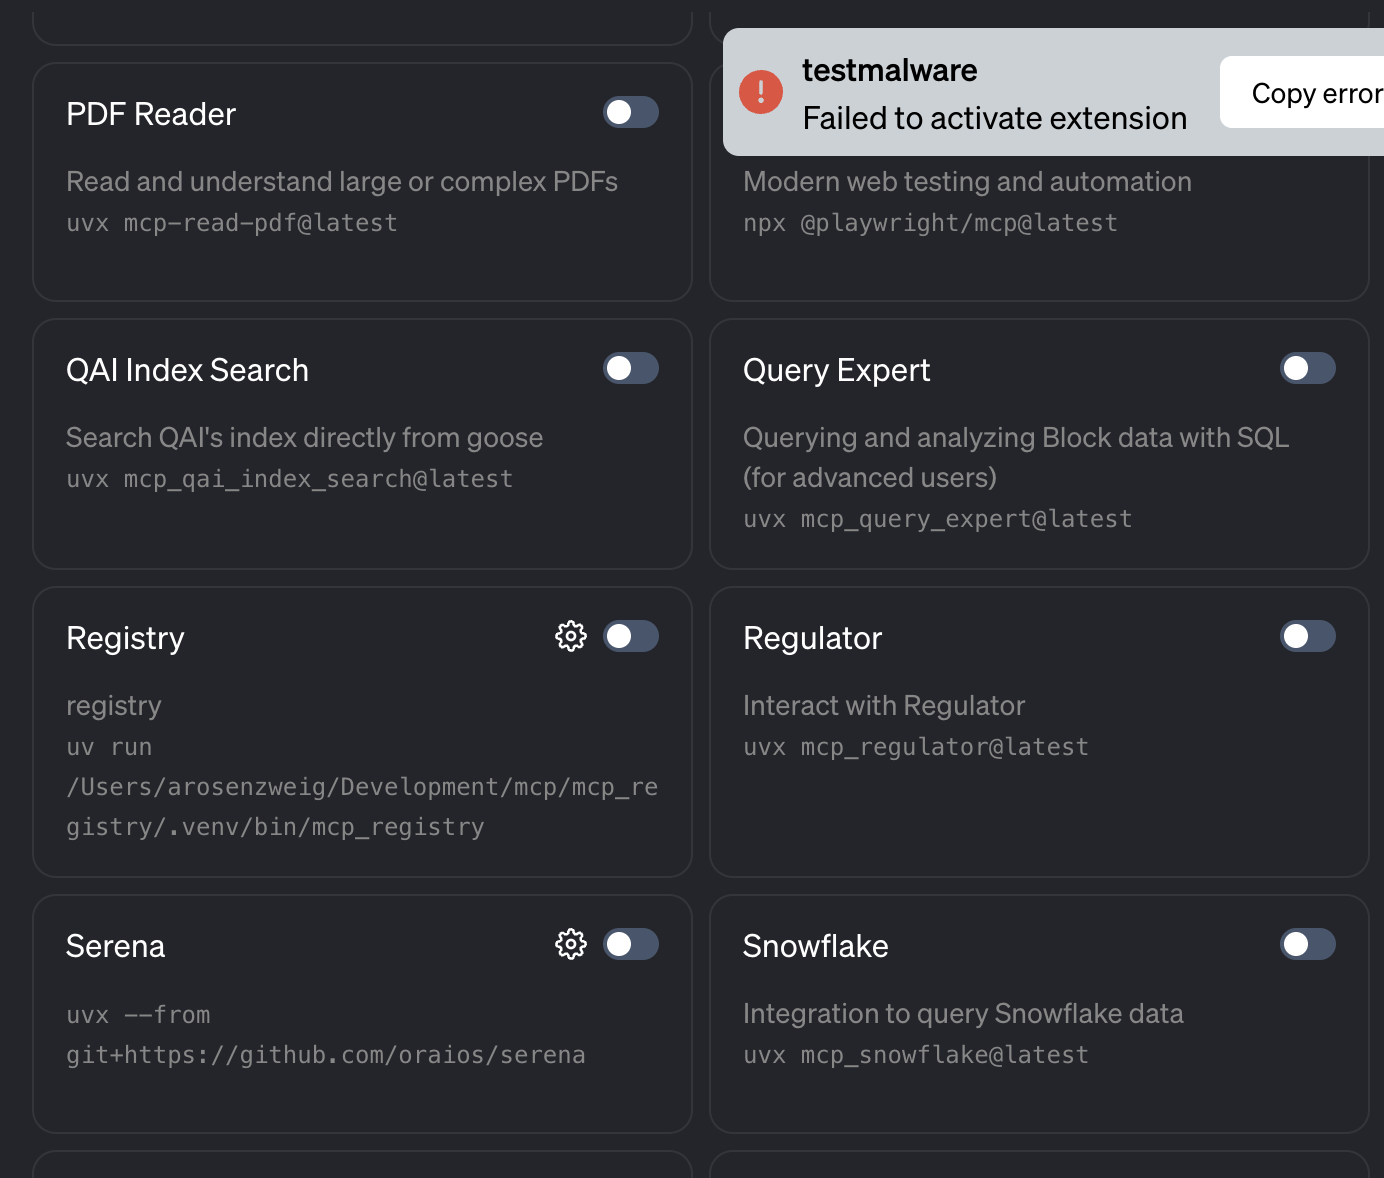 testmalware
Failed to activate extension
Copy error
PDF Reader
Read and understand large or complex PDFs
uvx mcp-read-pdf@latest
Modern web testing and automation
npx @playwright/mcp@latest
QAI Index Search
Search QAI's index directly from goose
uvx mcp_qai_index_search@latest
Query Expert
Querying and analyzing Block data with SQL
(for advanced users)
uvx mcp_query_expert@latest
Registry
registry
uv run
/Users/arosenzweig/Development/mcp/mcp_re
gistry/.venv/bin/mcp_registry
Regulator
Interact with Regulator
uvx mcp_regulator@latest
Serena
uvx --from
git+https://github.com/oraios/serena
Snowflake
Integration to query Snowflake data
uvx mcp_snowflake@latest